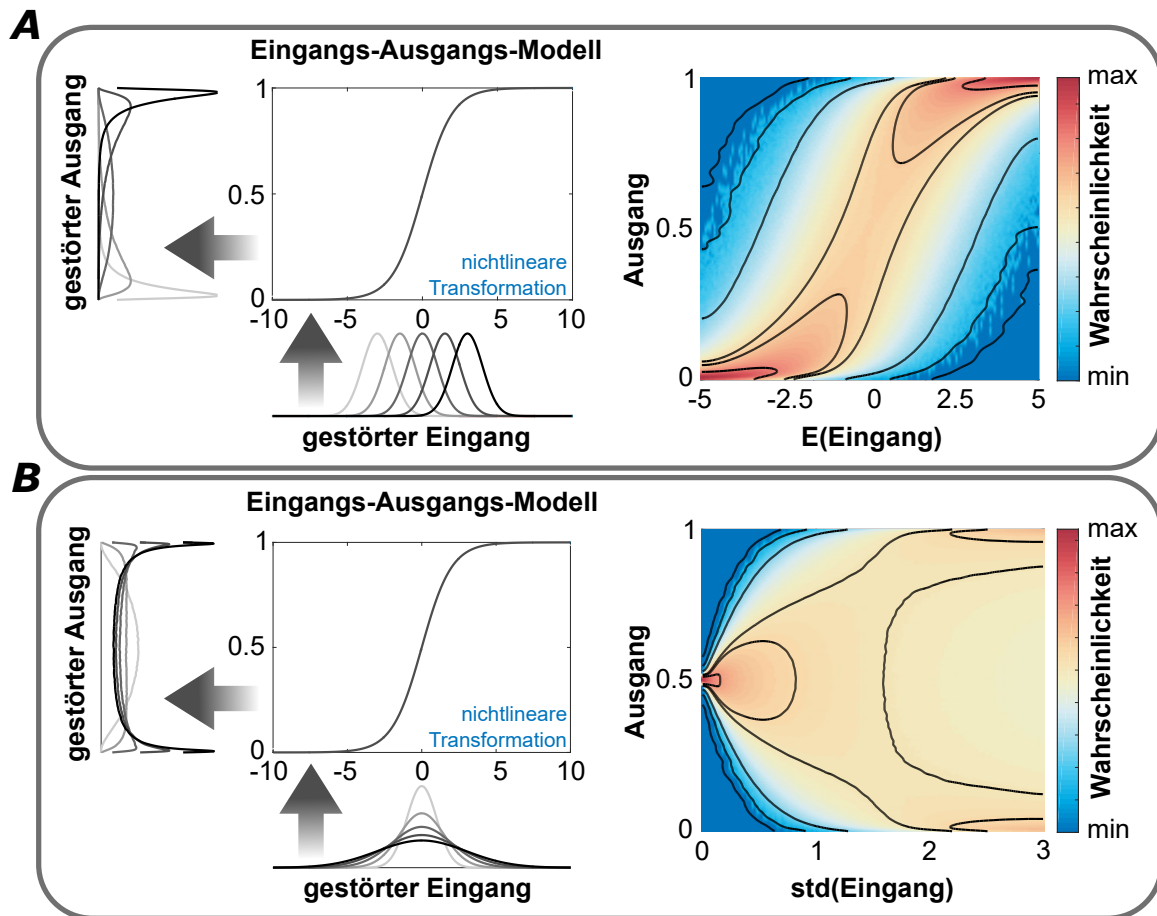 A
Eingangs-Ausgangs-Modell
gestörter Ausgang
1
0.5
0
nichtlineare
Transformation
-10
-5
0
5
10
gestörter Eingang
Ausgang
1
0.5
0
-5
-2.5
0
2.5
5
E(Eingang)
max
Wahrscheinlichkeit
min
B
Eingangs-Ausgangs-Modell
gestörter Ausgang
1
0.5
0
nichtlineare
Transformation
-10
-5
0
5
10
gestörter Eingang
Ausgang
1
0.5
0
0
1
2
3
std(Eingang)
max
Wahrscheinlichkeit
min